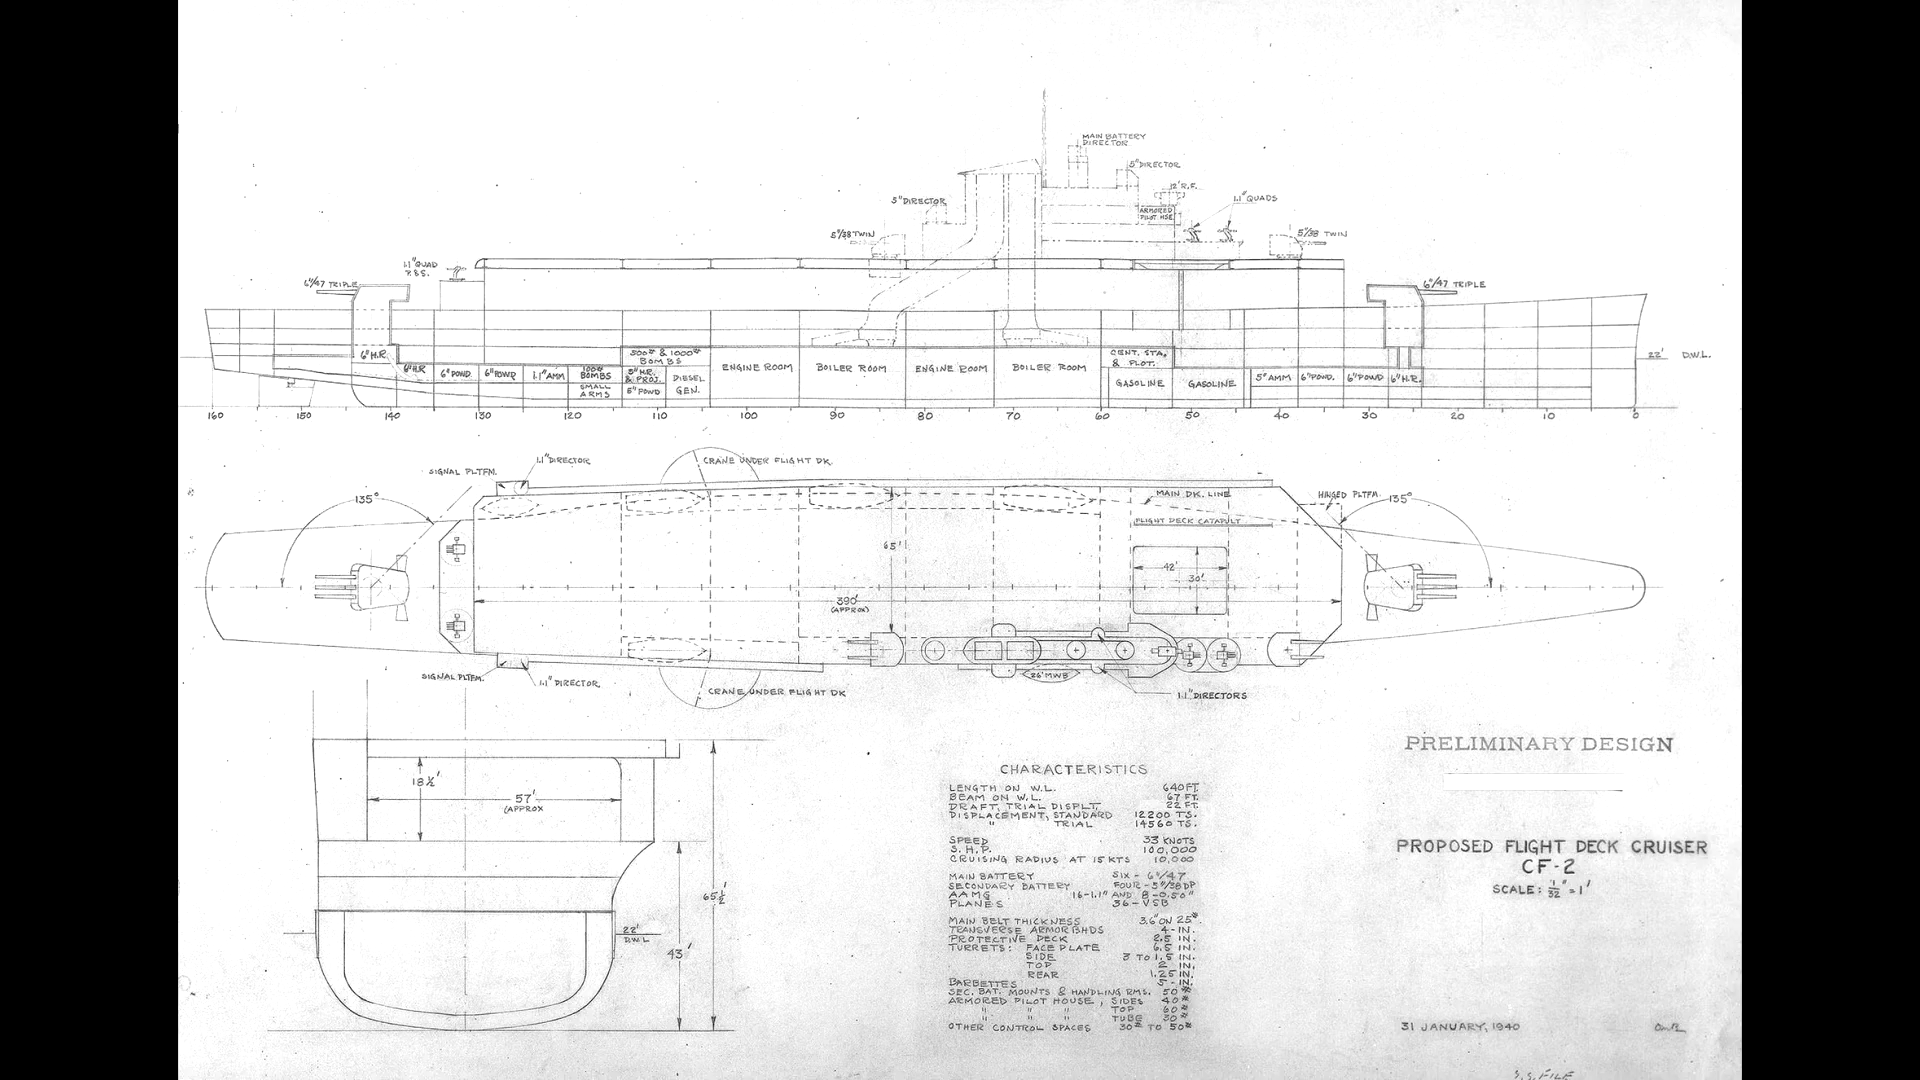 MAIN BATTERY
DIRECTOR
5" DIRECTOR
12' R.F.
5" DIRECTOR
ARMORED
PILOT HSE.
1.1" QUADS
5"/38 TWIN
5"/38 TWIN
1.1" QUAD
P. & S.
6"/47 TRIPLE
6"/47 TRIPLE
22' D.W.L.
6" H.R.
6" H.R.
6" POWD.
6" POWD
1.1" AMM
100#
BOMBS
SMALL
ARMS
500# & 1000#
BOMBS
5" H.R.
& PROJ.
5" POWD
DIESEL
GEN.
ENGINE ROOM
BOILER ROOM
ENGINE ROOM
BOILER ROOM
CENT. STA.
& PLOT.
GASOLINE
GASOLINE
5" AMM
6" POWD.
6" POWD
6" H.R.
160 150 140 130 120 110 100 90 80 70 60 50 40 30 20 10 0
SIGNAL PLTFM.
1.1" DIRECTOR
CRANE UNDER FLIGHT DK.
135°
MAIN DK. LINE
HINGED PLTFM.
135°
FLIGHT DECK CATAPULT
65'
42'
30'
390'
(APPROX)
SIGNAL PLTFM.
1.1" DIRECTOR
CRANE UNDER FLIGHT DK
26' MWB
1.1" DIRECTORS
18½'
57'
(APPROX
65½'
43'
22'
D.W.L
CHARACTERISTICS
LENGTH ON W.L. 640 FT.
BEAM ON W.L. 67 FT.
DRAFT, TRIAL DISPLT. 22 FT.
DISPLACEMENT, STANDARD 12200 TS.
" TRIAL 14560 TS.
SPEED 33 KNOTS
S. H. P. 100,000
CRUISING RADIUS AT 15 KTS 10,000
MAIN BATTERY SIX - 6"/47
SECONDARY BATTERY FOUR - 5"/38 DP
AAMG 16-1.1" AND 8-0.50"
PLANES 36 - VSB
MAIN BELT THICKNESS 3.6" ON 25#
TRANSVERSE ARMOR BHDS 4 - IN.
PROTECTIVE DECK 2.5 IN.
TURRETS: FACE PLATE 6.5 IN.
SIDE 3 TO 1.5 IN.
TOP 2 IN.
REAR 1.25 IN.
BARBETTES 5 - IN.
SEC. BAT. MOUNTS & HANDLING RMS. 50#
ARMORED PILOT HOUSE, SIDES 40#
" " " TOP 60#
" " " TUBE 30#
OTHER CONTROL SPACES 30# TO 50#
PRELIMINARY DESIGN
PROPOSED FLIGHT DECK CRUISER
CF-2
SCALE: 1/32" = 1'
31 JANUARY, 1940
S.S. FILE